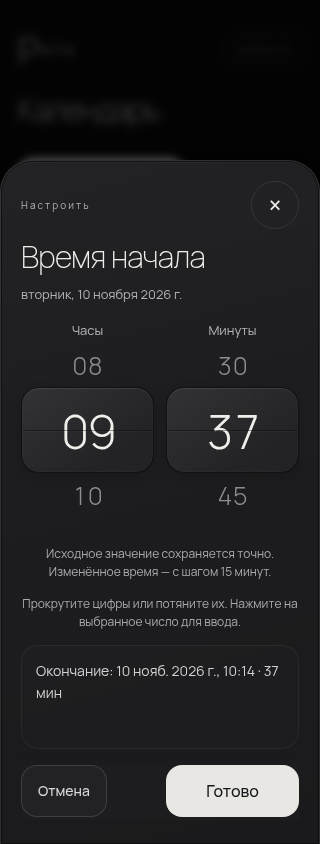 Календарь
Настроить
×
Время начала
вторник, 10 ноября 2026 г.
Часы
Минуты
08
30
09
37
10
45
Исходное значение сохраняется точно.
Изменённое время — с шагом 15 минут.
Прокрутите цифры или потяните их. Нажмите на
выбранное число для ввода.
Окончание: 10 нояб. 2026 г., 10:14 · 37
мин
Отмена
Готово